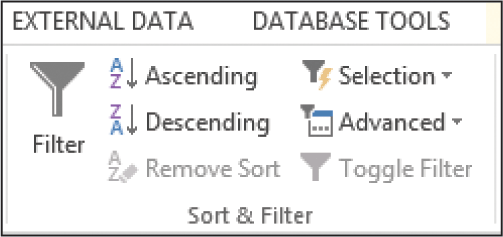 EXTERNAL DATA DATABASE TOOLS
Filter
Ascending
Descending
Remove Sort
Selection
Advanced
Toggle Filter
Sort & Filter